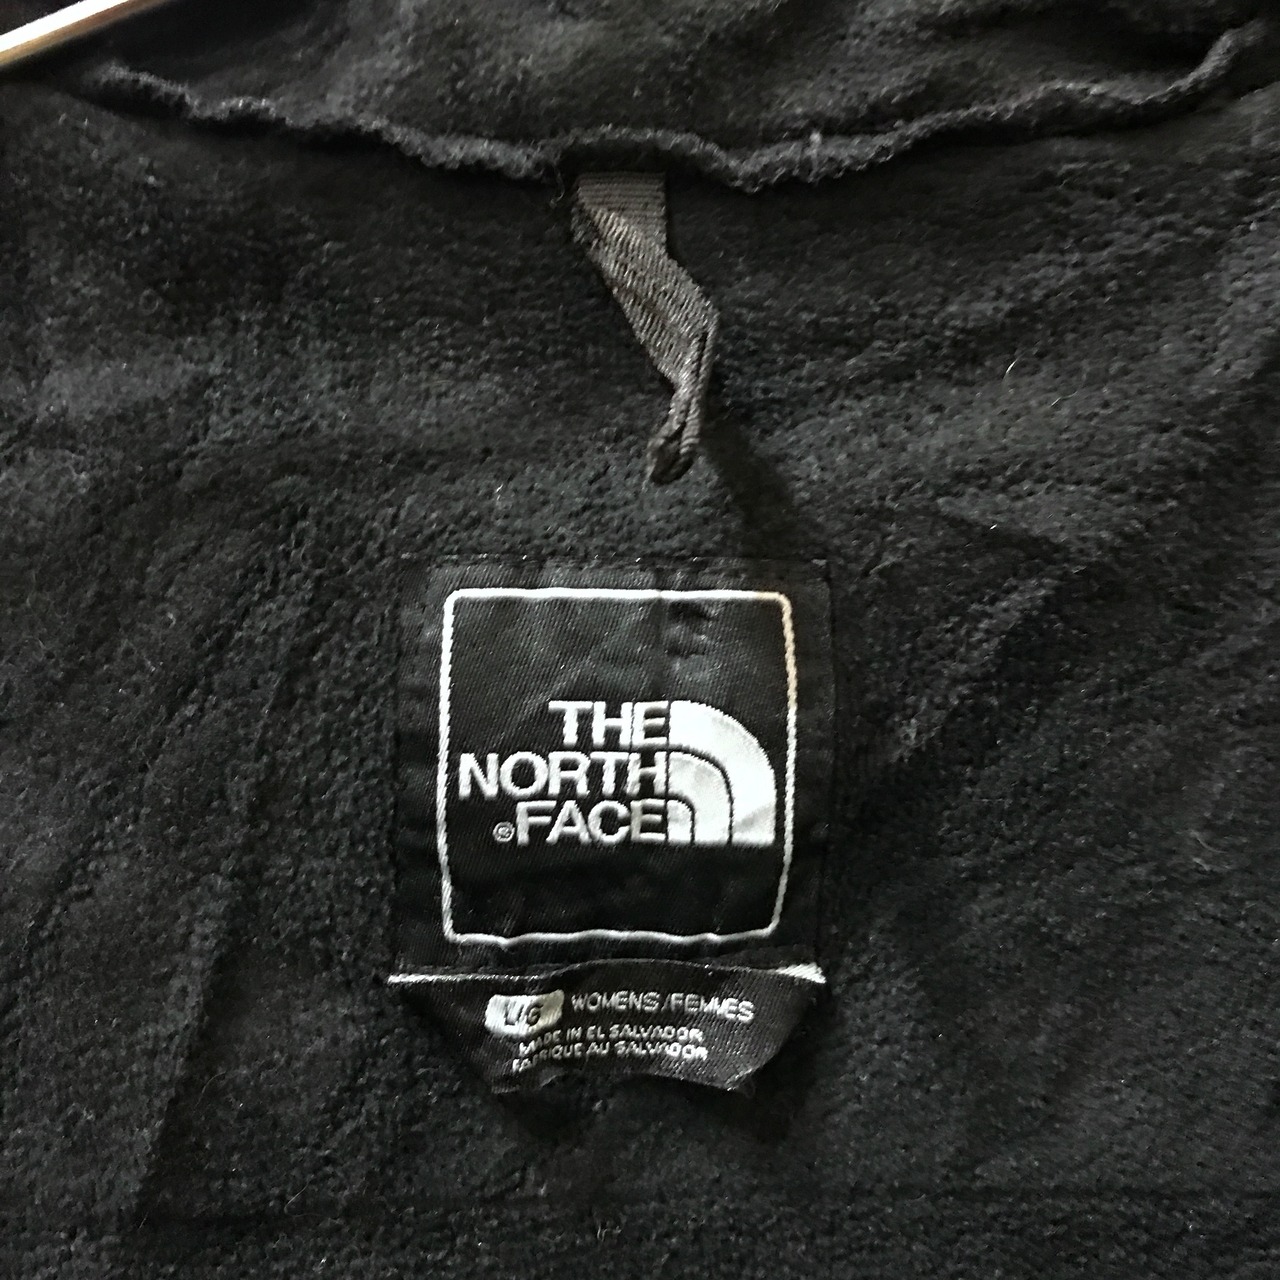 THE
NORTH
®FACE
L/G WOMENS/FEMMES
MADE IN EL SALVADOR
FABRIQUE AU SALVADOR